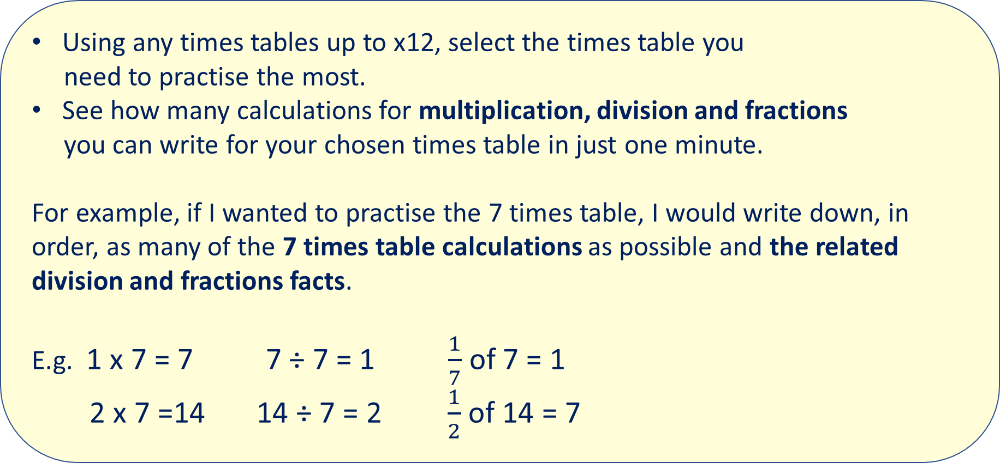 • Using any times tables up to x12, select the times table you
need to practise the most.
• See how many calculations for multiplication, division and fractions
you can write for your chosen times table in just one minute.
For example, if I wanted to practise the 7 times table, I would write down, in
order, as many of the 7 times table calculations as possible and the related
division and fractions facts.
E.g. 1 x 7 = 7 7 ÷ 7 = 1 1/7 of 7 = 1
2 x 7 =14 14 ÷ 7 = 2 1/2 of 14 = 7